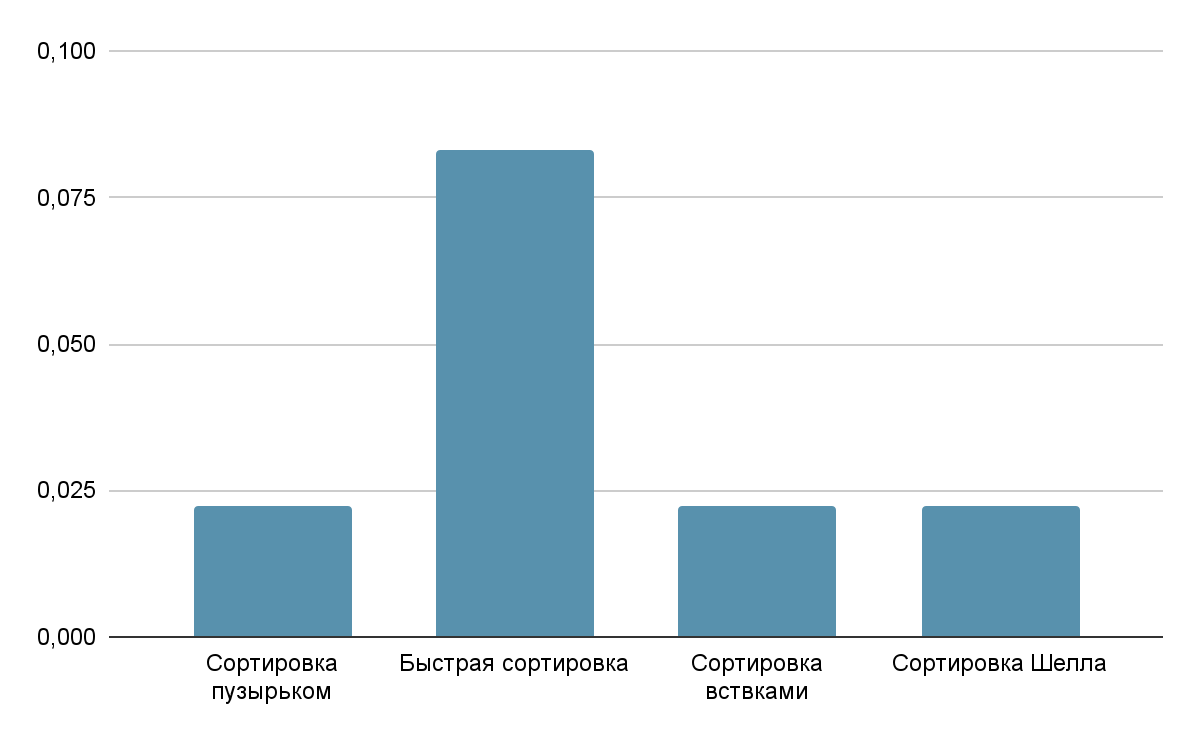 0,100
0,075
0,050
0,025
0,000
Сортировка
пузырьком
Быстрая сортировка
Сортировка
вствками
Сортировка Шелла